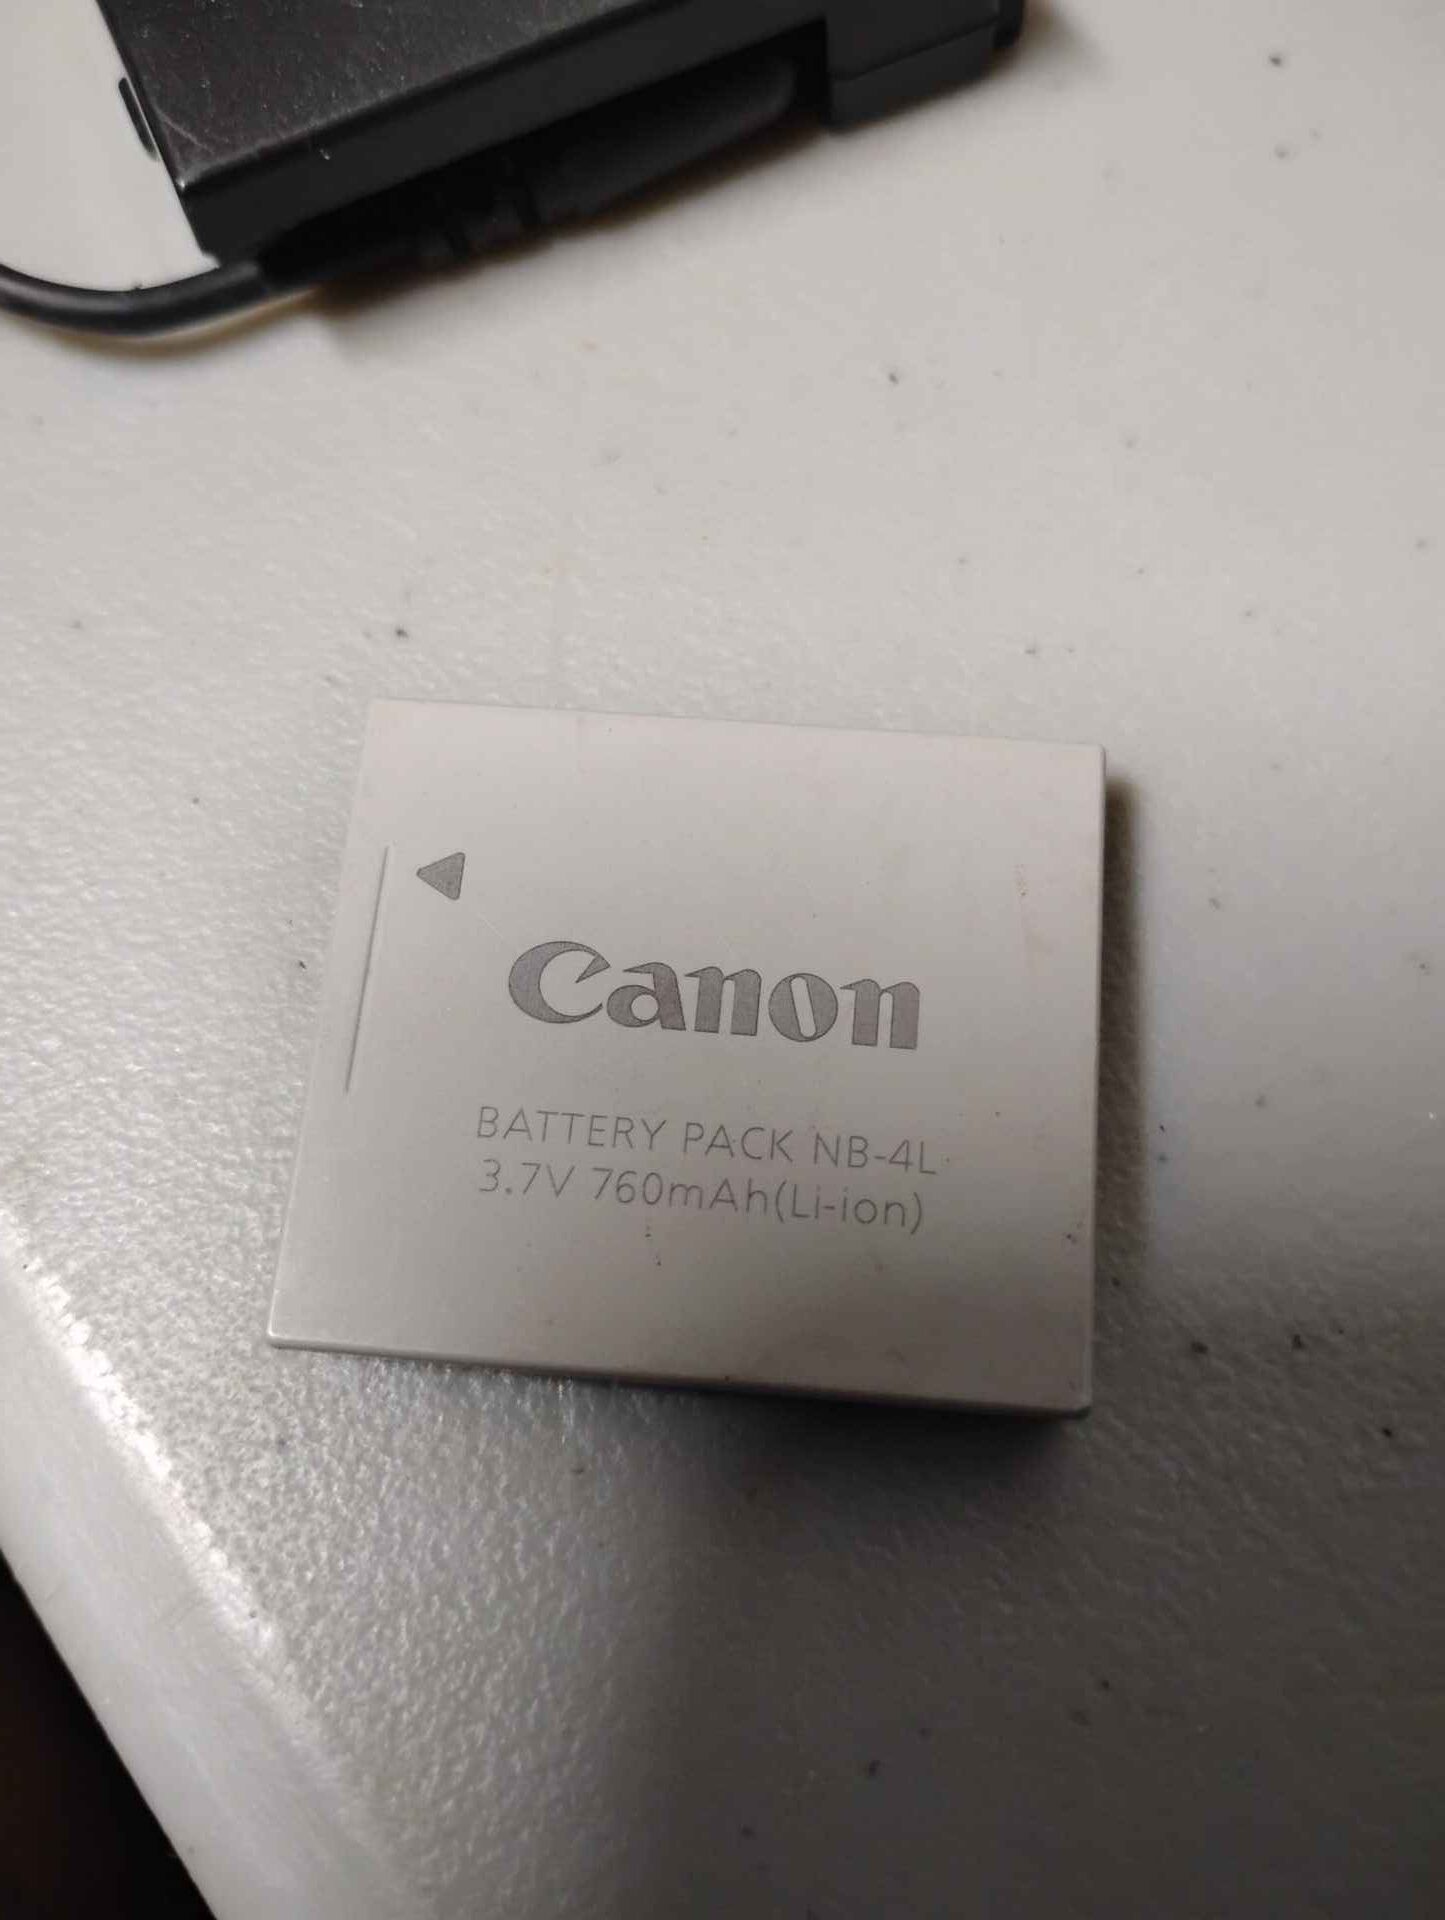 Canon
BATTERY PACK NB-4L
3.7V 760mAh(Li-ion)